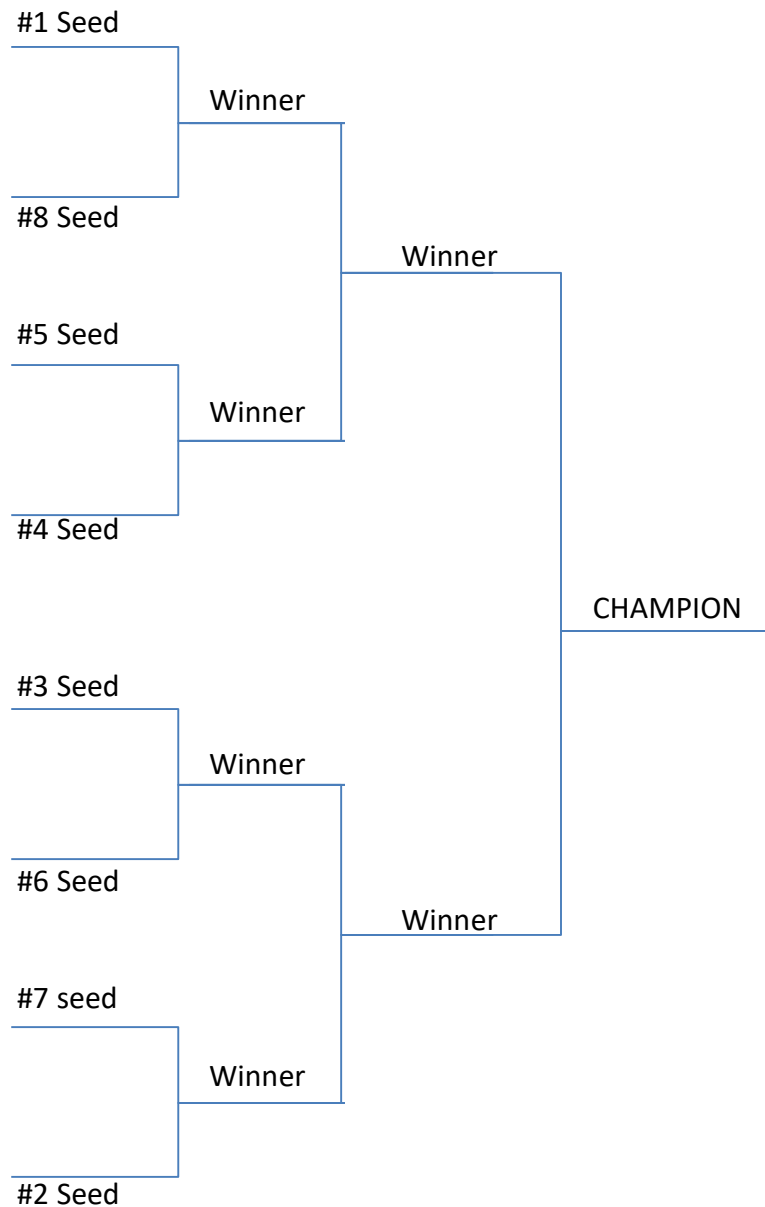 #1 Seed
Winner
#8 Seed
Winner
#5 Seed
Winner
#4 Seed
CHAMPION
#3 Seed
Winner
#6 Seed
Winner
#7 seed
Winner
#2 Seed